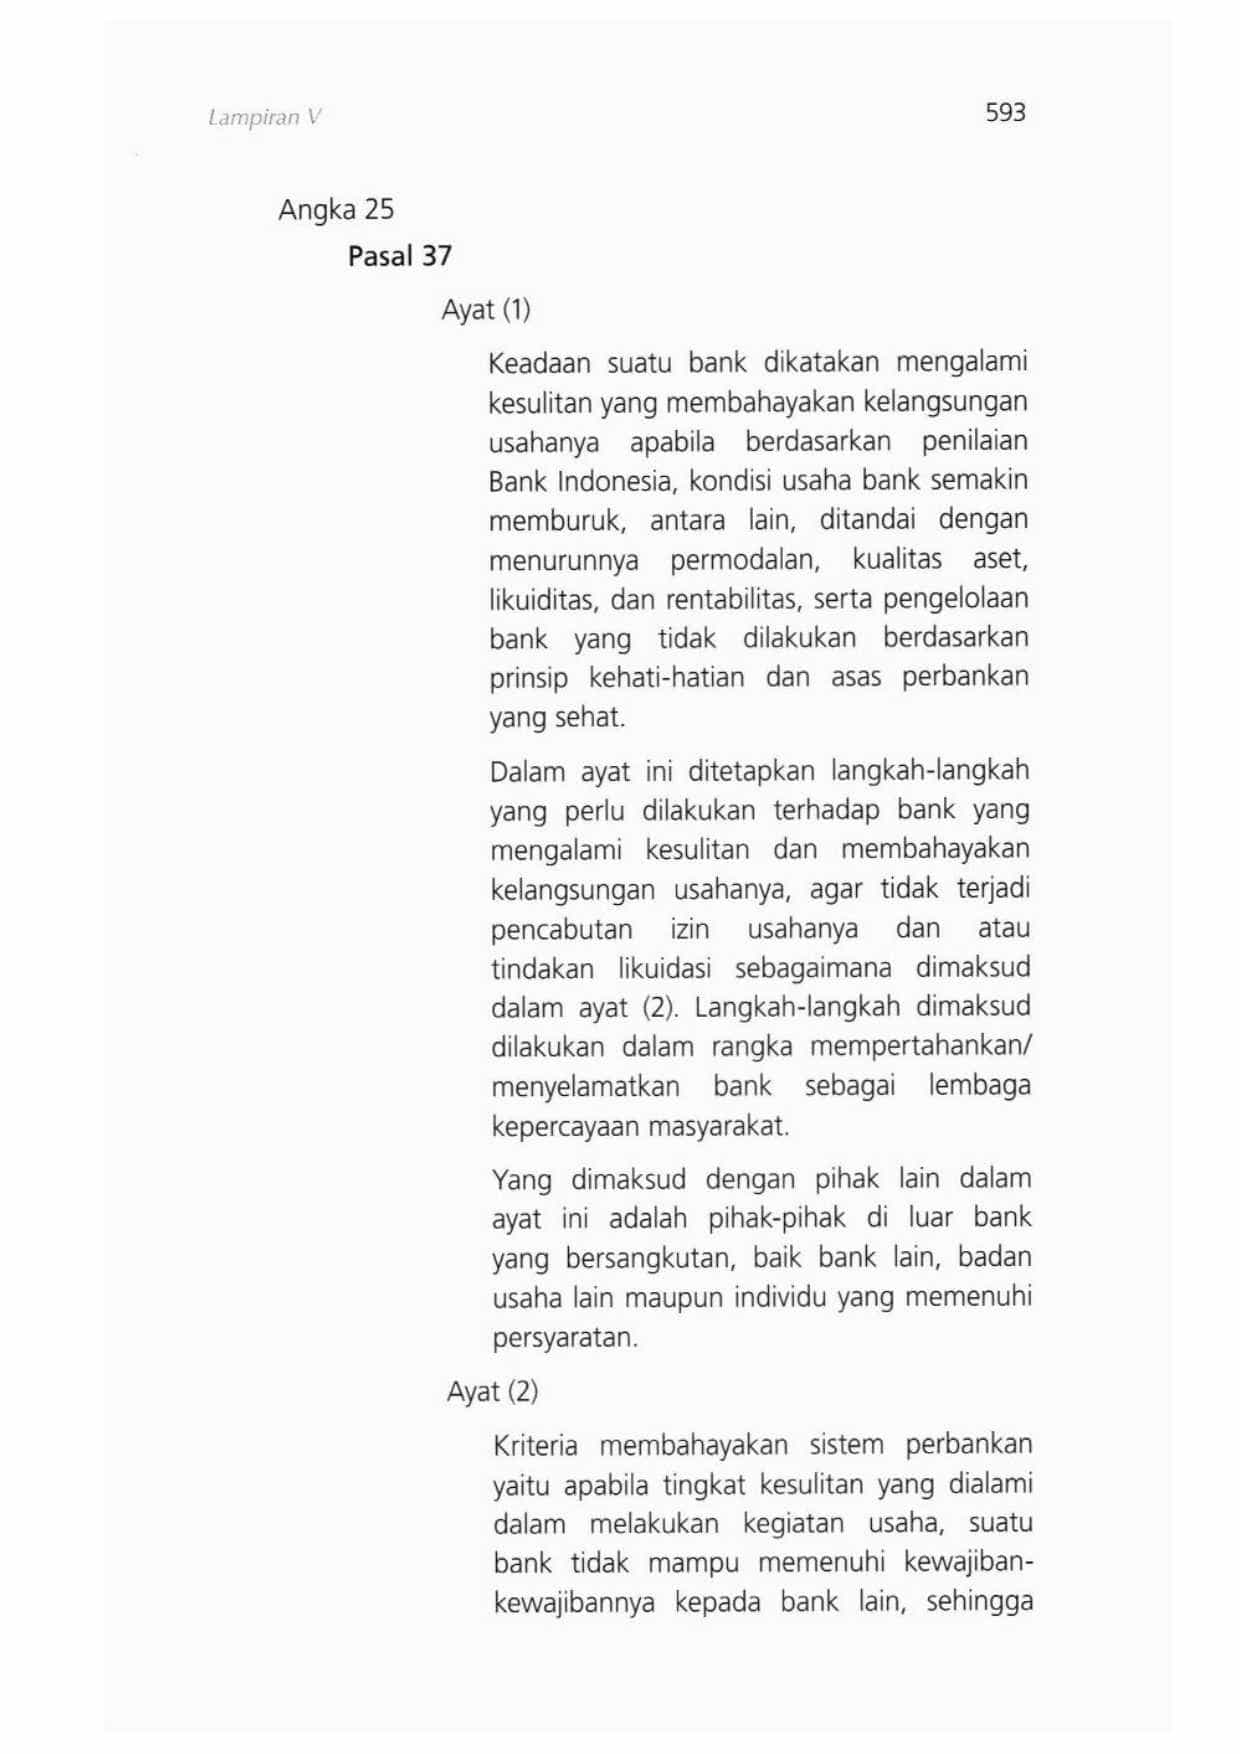 Lampiran V
593
Angka 25
Pasal 37
Ayat (1)
Keadaan suatu bank dikatakan mengalami
kesulitan yang membahayakan kelangsungan
usahanya apabila berdasarkan penilaian
Bank Indonesia, kondisi usaha bank semakin
memburuk, antara lain, ditandai dengan
menurunnya permodalan, kualitas aset,
likuiditas, dan rentabilitas, serta pengelolaan
bank yang tidak dilakukan berdasarkan
prinsip kehati-hatian dan asas perbankan
yang sehat.
Dalam ayat ini ditetapkan langkah-langkah
yang perlu dilakukan terhadap bank yang
mengalami kesulitan dan membahayakan
kelangsungan usahanya, agar tidak terjadi
pencabutan izin usahanya dan atau
tindakan likuidasi sebagaimana dimaksud
dalam ayat (2). Langkah-langkah dimaksud
dilakukan dalam rangka mempertahankan/
menyelamatkan bank sebagai lembaga
kepercayaan masyarakat.
Yang dimaksud dengan pihak lain dalam
ayat ini adalah pihak-pihak di luar bank
yang bersangkutan, baik bank lain, badan
usaha lain maupun individu yang memenuhi
persyaratan.
Ayat (2)
Kriteria membahayakan sistem perbankan
yaitu apabila tingkat kesulitan yang dialami
dalam melakukan kegiatan usaha, suatu
bank tidak mampu memenuhi kewajiban-
kewajibannya kepada bank lain, sehingga